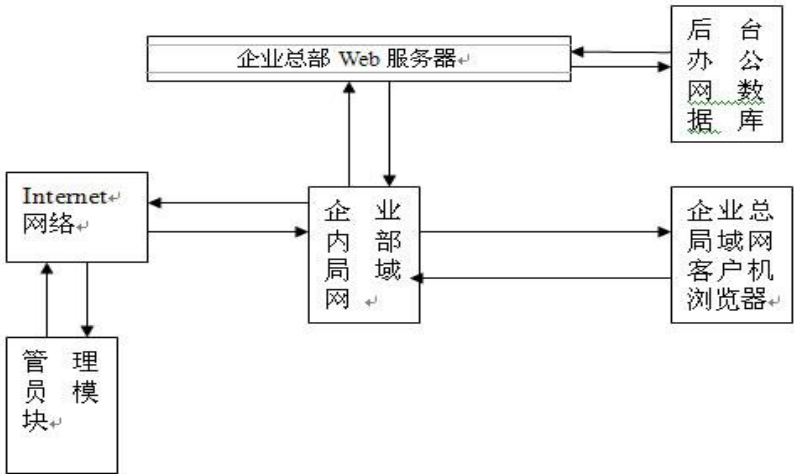 企业总部 Web 服务器
后台
办公
网数
据库
Internet
网络
企业
内部
局域
网
企业总
局域网
客户机
浏览器
管理
员模
块